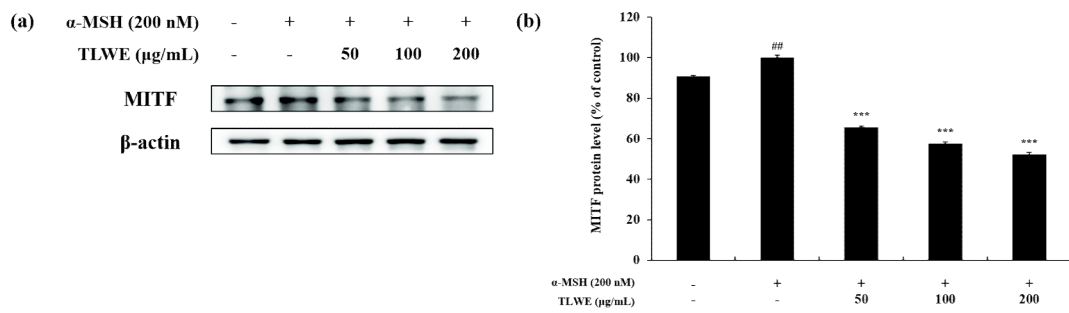 (a)
α-MSH (200 nM) - + + + +
TLWE (μg/mL) - - 50 100 200
MITF
β-actin
(b)
MITF protein level (% of control)
120
100
80
60
40
20
0
##
***
***
***
α-MSH (200 nM) - + + + +
TLWE (μg/mL) - - 50 100 200